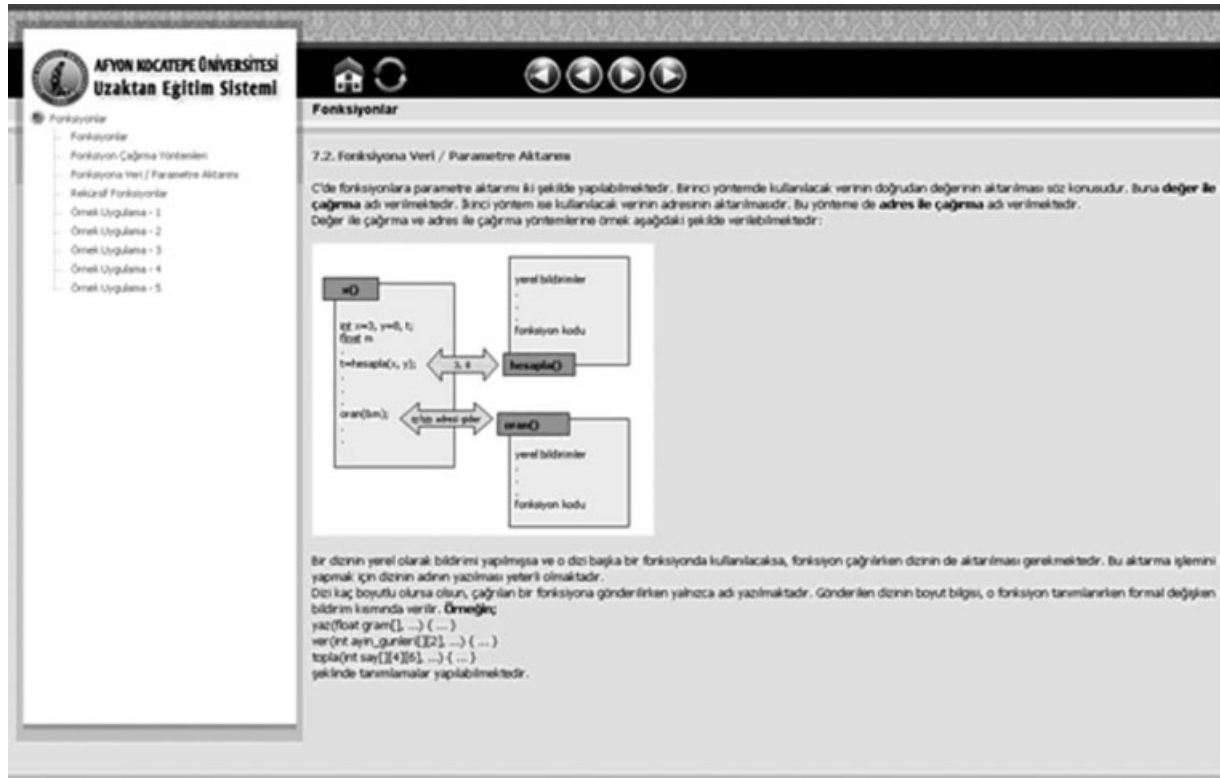 AFYON KOCATEPE ÜNİVERSİTESİ
Uzaktan Eğitim Sistemi
Fonksiyonlar
Fonksiyonlar
Fonksiyon Çağırma Yöntemleri
Fonksiyona Veri / Parametre Aktarımı
Rekürsif Fonksiyonlar
Örnek Uygulama - 1
Örnek Uygulama - 2
Örnek Uygulama - 3
Örnek Uygulama - 4
Örnek Uygulama - 5
Fonksiyonlar
7.2. Fonksiyona Veri / Parametre Aktarımı
C'de fonksiyonlara parametre aktarımı iki şekilde yapılabilmektedir. Birinci yöntemde kullanılacak verinin doğrudan değerinin aktarılması söz konusudur. Buna değer ile
çağırma adı verilmektedir. İkinci yöntem ise kullanılacak verinin adresinin aktarılmasıdır. Bu yönteme de adres ile çağırma adı verilmektedir.
Değer ile çağırma ve adres ile çağırma yöntemlerine örnek aşağıdaki şekilde verilebilmektedir:
int x=3, y=8, t;
float m
.
t=hesapla(x, y);
.
.
.
oran(&m);
.
.
3, 8
adresi gider
yerel bildirimler
.
.
.
fonksiyon kodu
hesapla()
oran()
yerel bildirimler
.
.
.
fonksiyon kodu
Bir dizinin yerel olarak bildirimi yapılmışsa ve o dizi başka bir fonksiyonda kullanılacaksa, fonksiyon çağrılırken dizinin de aktarılması gerekmektedir. Bu aktarma işlemini
yapmak için dizinin adının yazılması yeterli olmaktadır.
Dizi kaç boyutlu olursa olsun, çağrılan bir fonksiyona gönderilirken yalnızca adı yazılmaktadır. Gönderilen dizinin boyut bilgisi, o fonksiyon tanımlanırken formal değişken
bildirim kısmında verilir. Örneğin;
yaz(float gram[], ...) { ... }
ver(int ayin_gunleri[][2], ...) { ... }
topla(int say[][4][6], ...) { ... }
şeklinde tanımlamalar yapılabilmektedir.